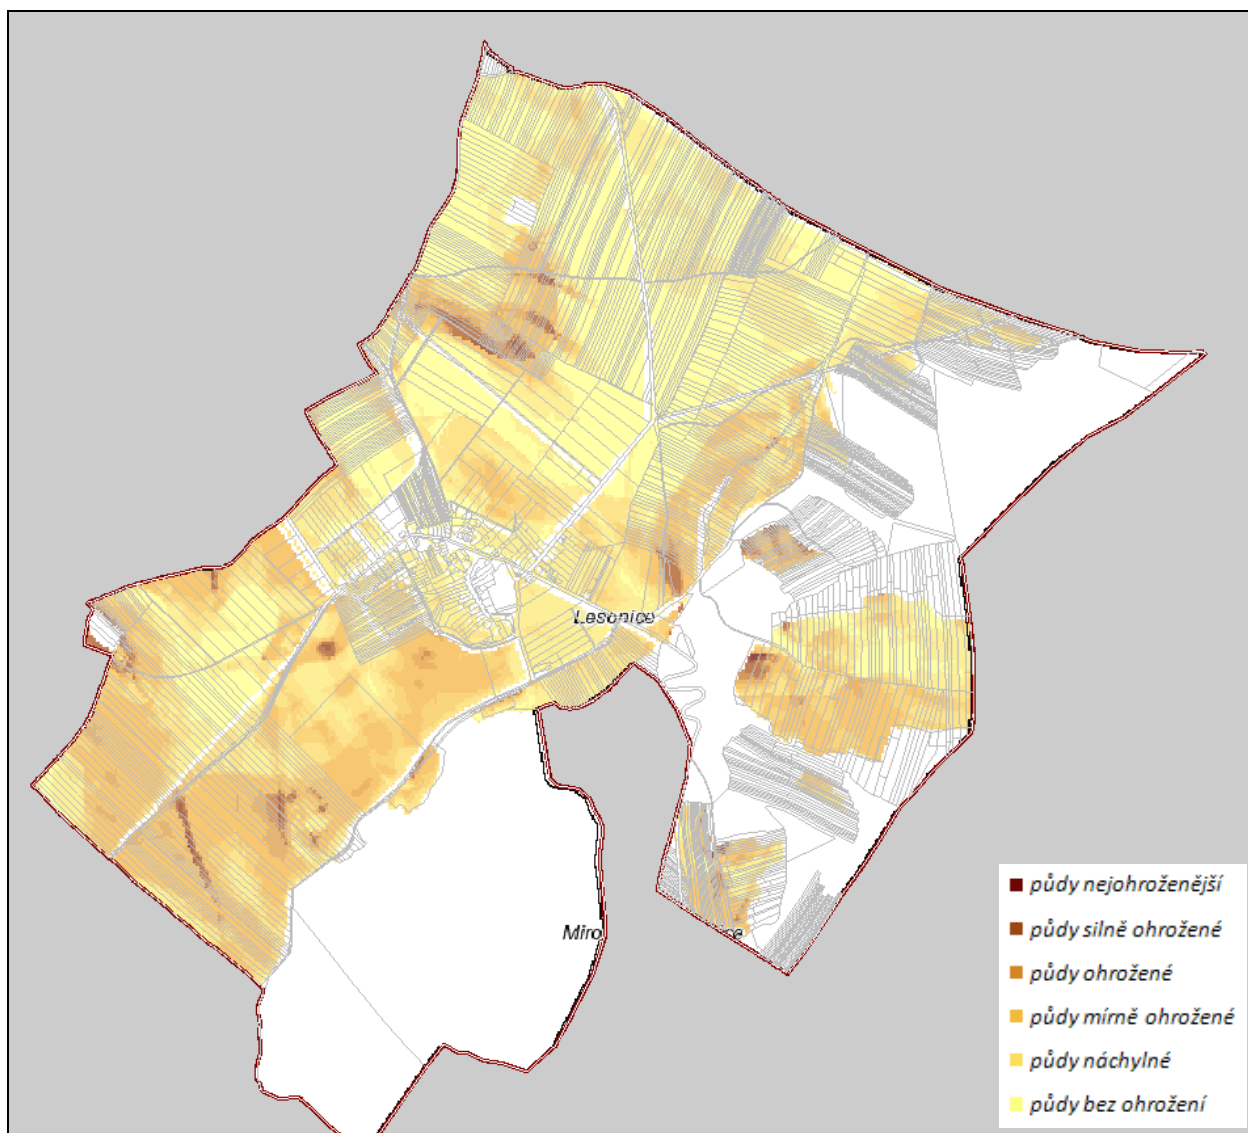 Lesonice
Miro
půdy nejohroženější
půdy silně ohrožené
půdy ohrožené
půdy mírně ohrožené
půdy náchylné
půdy bez ohrožení